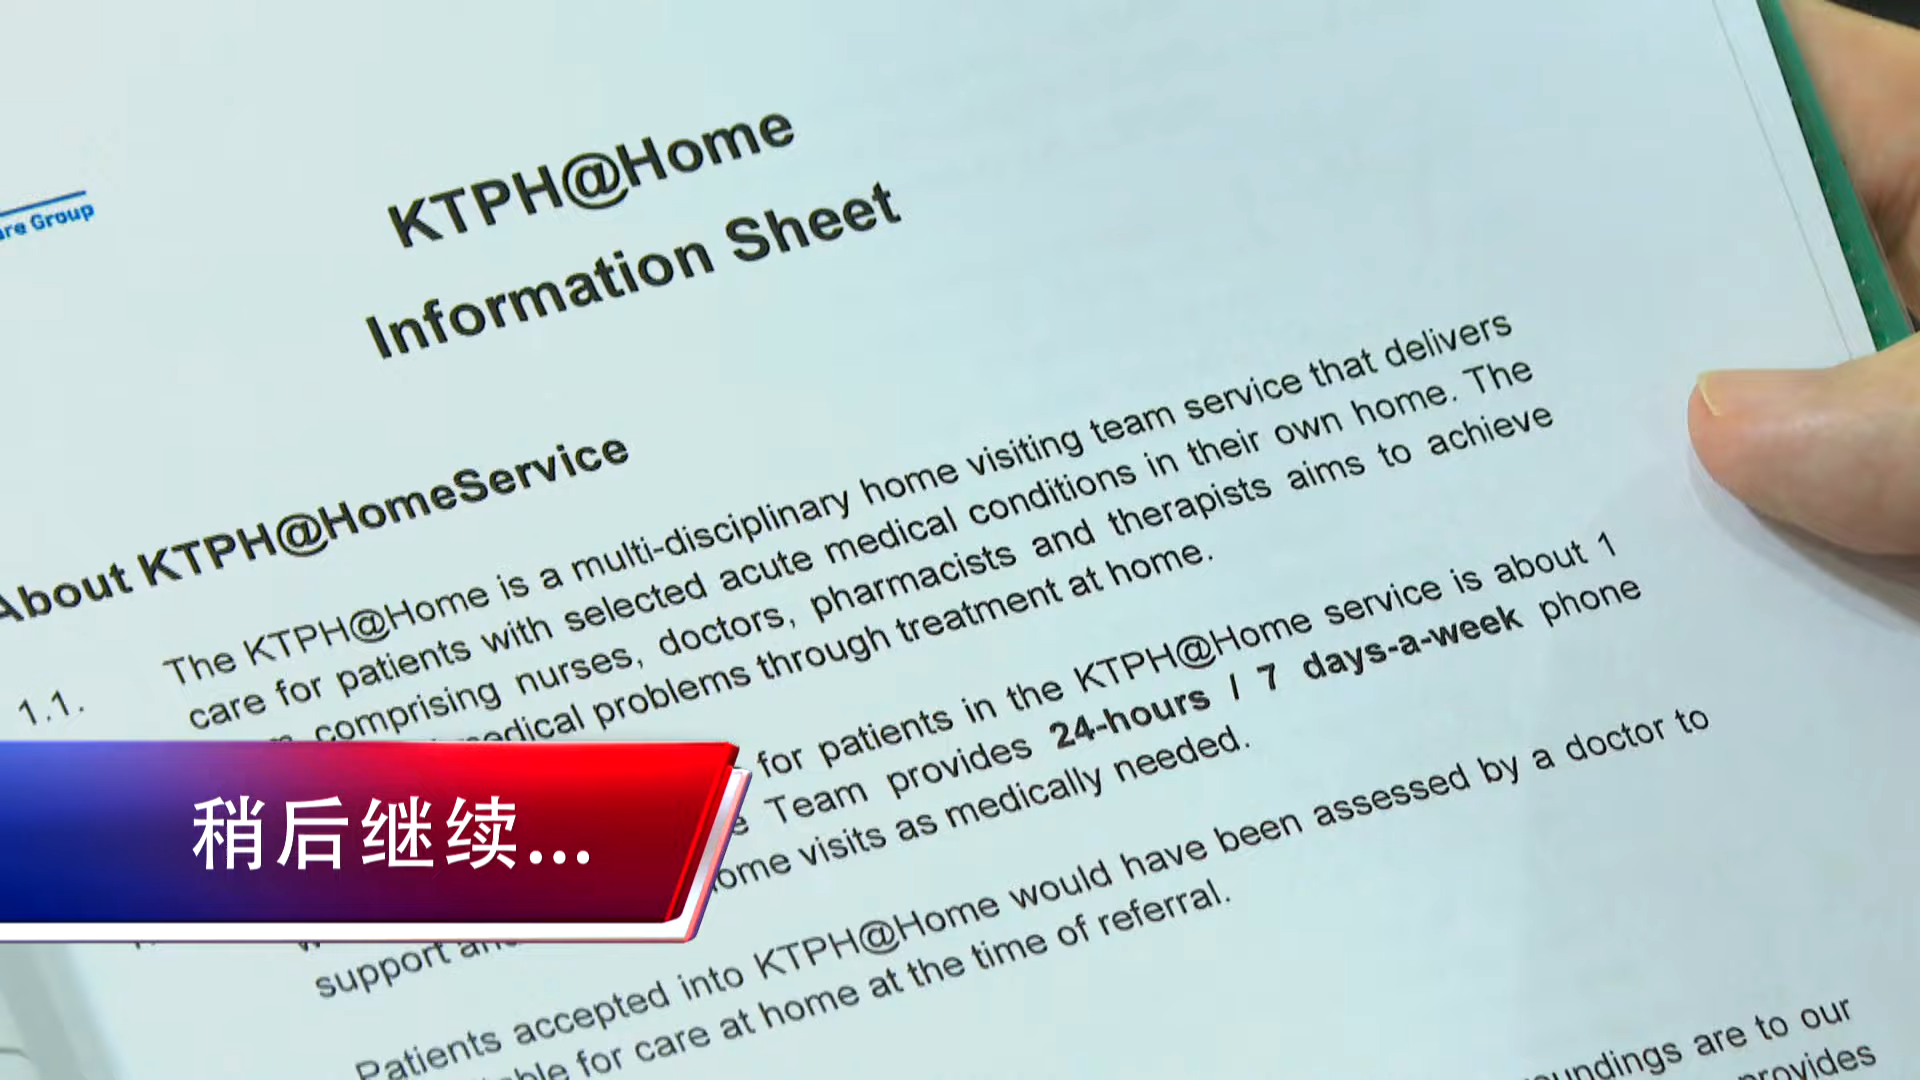 Group
KTPH@Home
Information Sheet
About KTPH@HomeService
1.1.
The KTPH@Home is a multi-disciplinary home visiting team service that delivers
care for patients with selected acute medical conditions in their own home. The
comprising nurses, doctors, pharmacists and therapists aims to achieve
problems through treatment at home.
for patients in the KTPH@Home service is about 1
Team provides 24-hours / 7 days-a-week phone
visits as medically needed.
support
Patients accepted into KTPH@Home would have been assessed by a doctor to
for care at home at the time of referral.
are to our
provides
稍后继续...